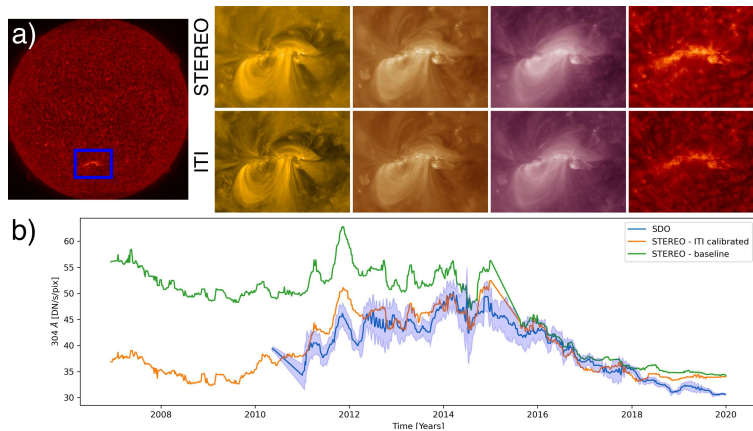 a)
STEREO
ITI
b)
304 Å [DN/s/pix]
60
55
50
45
40
35
30
SDO
STEREO - ITI calibrated
STEREO - baseline
2008
2010
2012
2014
2016
2018
2020
Time [Years]